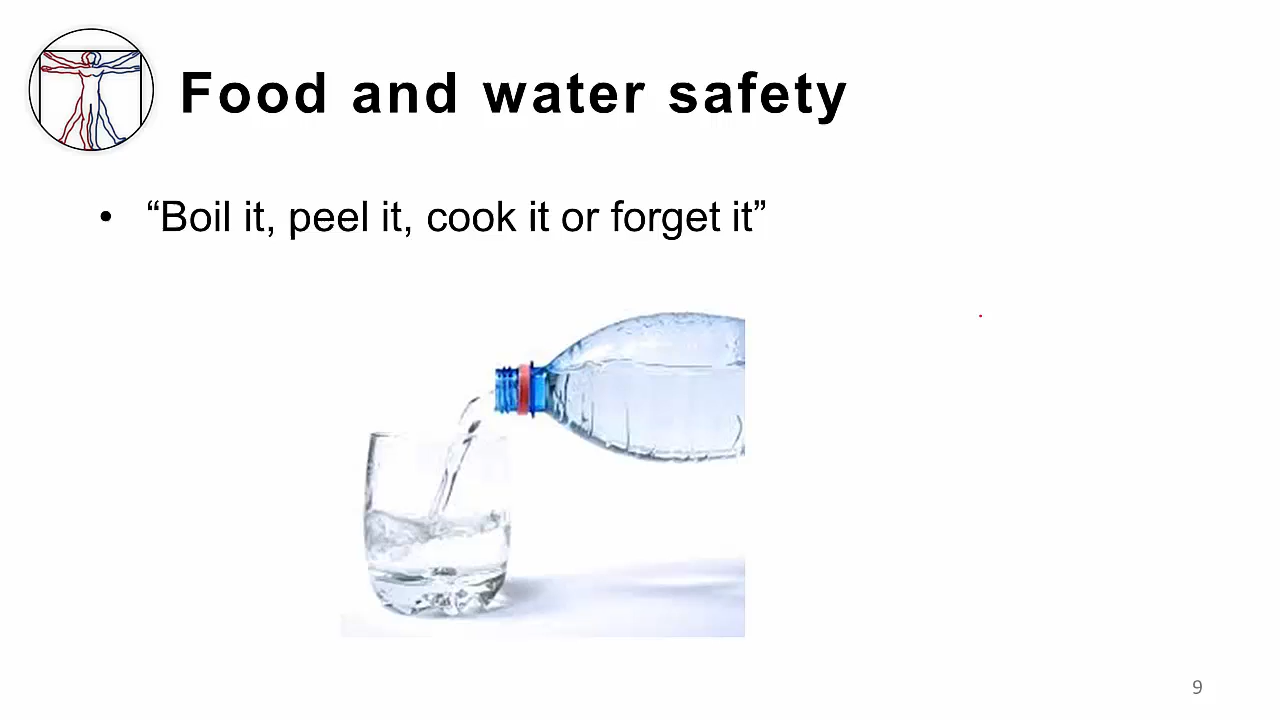 Food and water safety
• “Boil it, peel it, cook it or forget it”
9